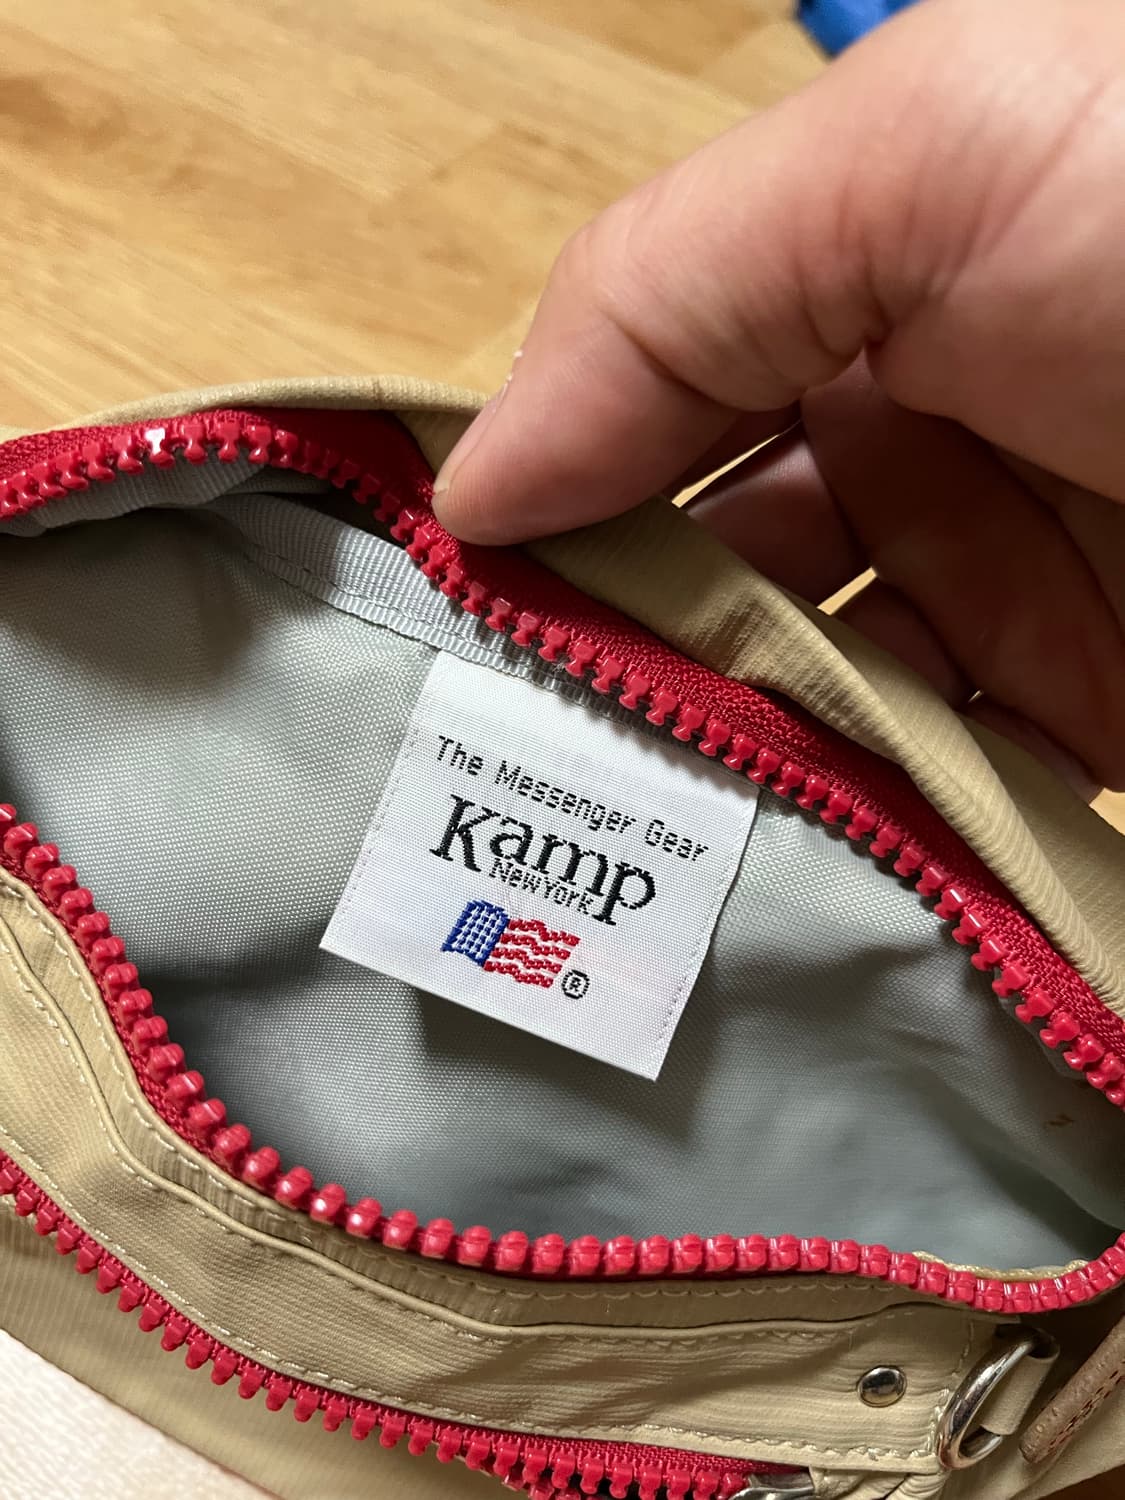 The Messenger Gear
Kamp
New York
®